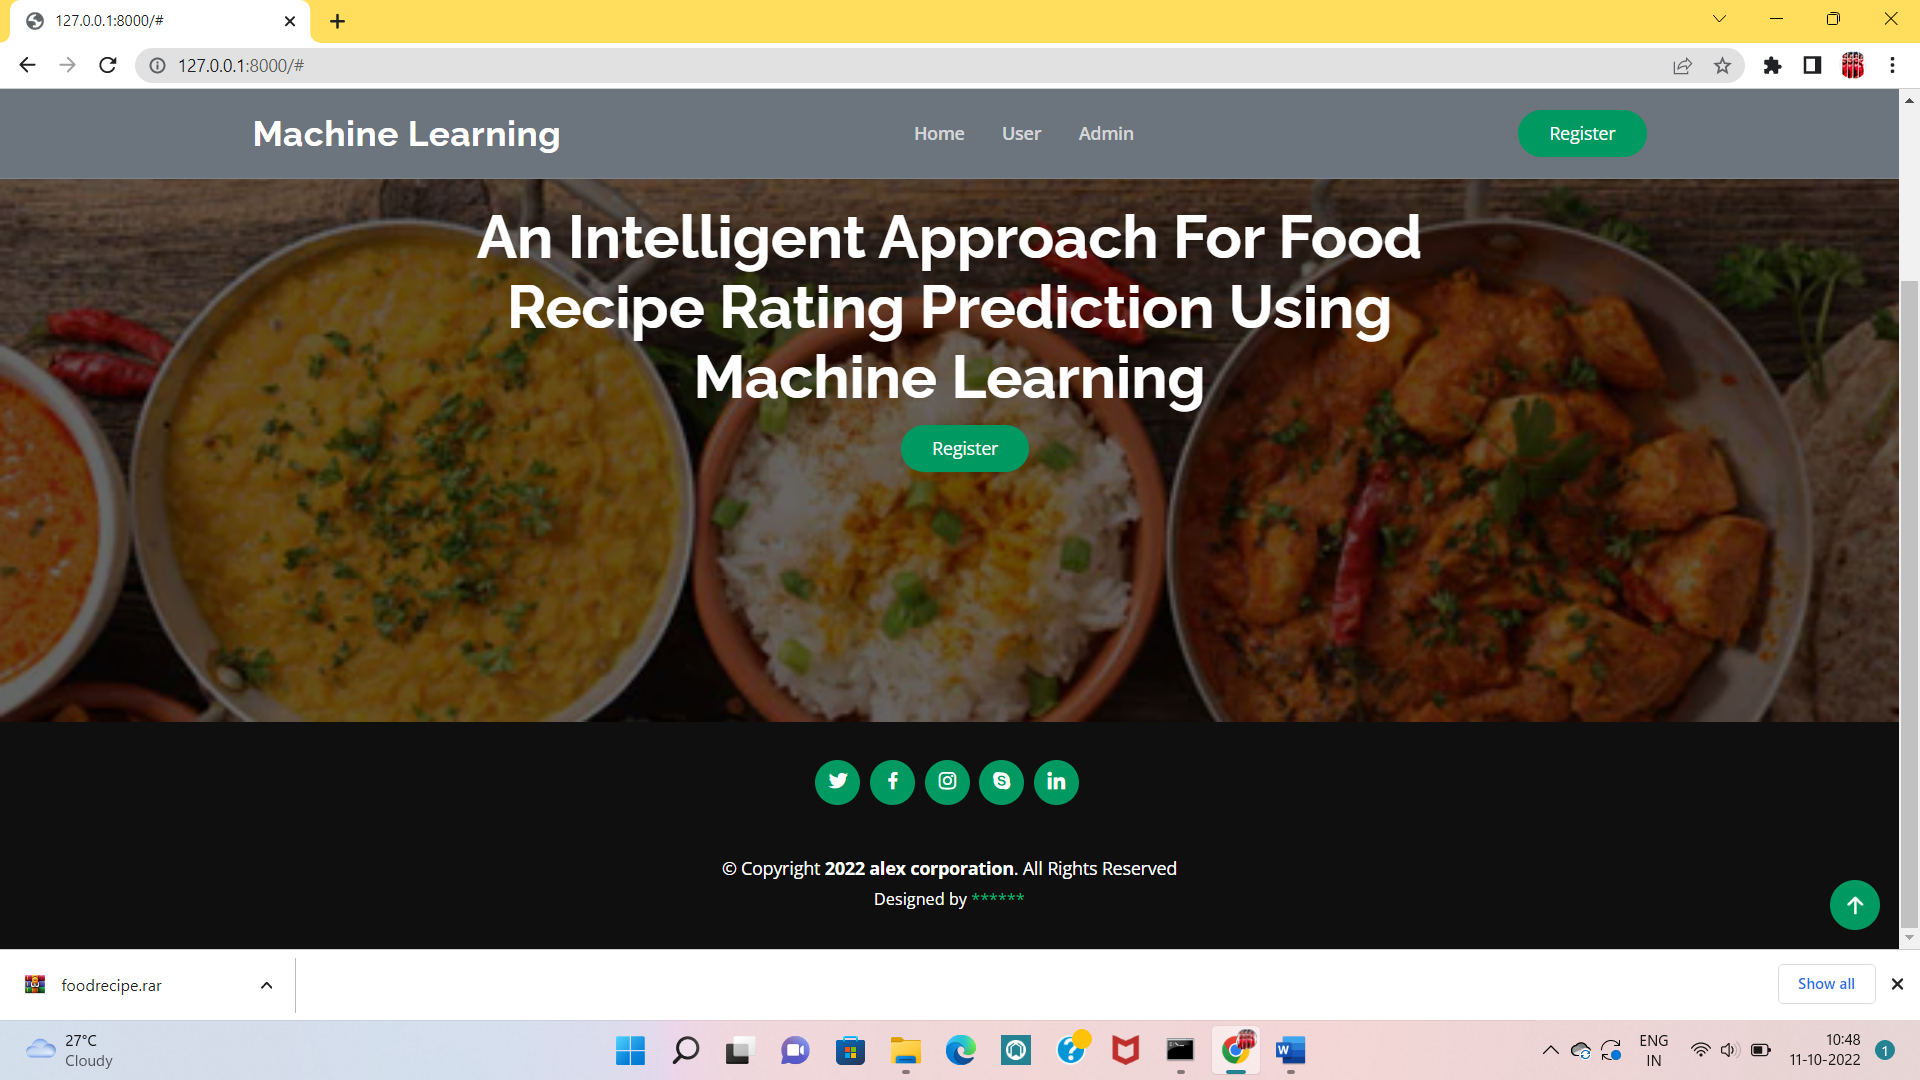 127.0.0.1:8000/#
127.0.0.1:8000/#
Machine Learning
Home
User
Admin
Register
An Intelligent Approach For Food
Recipe Rating Prediction Using
Machine Learning
Register
© Copyright 2022 alex corporation. All Rights Reserved
Designed by ******
foodrecipe.rar
Show all
27°C
Cloudy
ENG
IN
10:48
11-10-2022
1